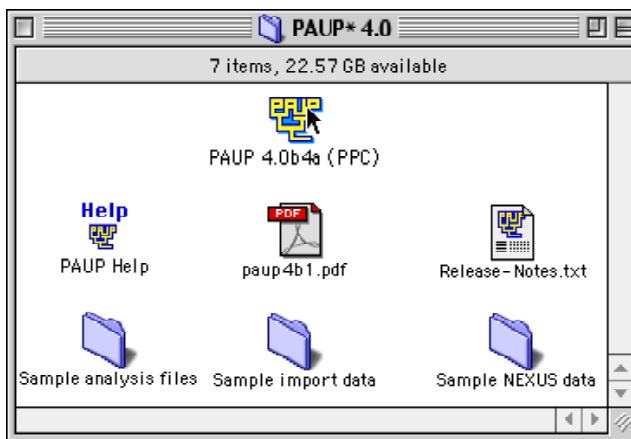 PAUP* 4.0
7 items, 22.57 GB available
PAUP
PAUP 4.0b4a (PPC)
Help
PDF
PAUP Help
paup4b1.pdf
Release-Notes.txt
Sample analysis files
Sample import data
Sample NEXUS data